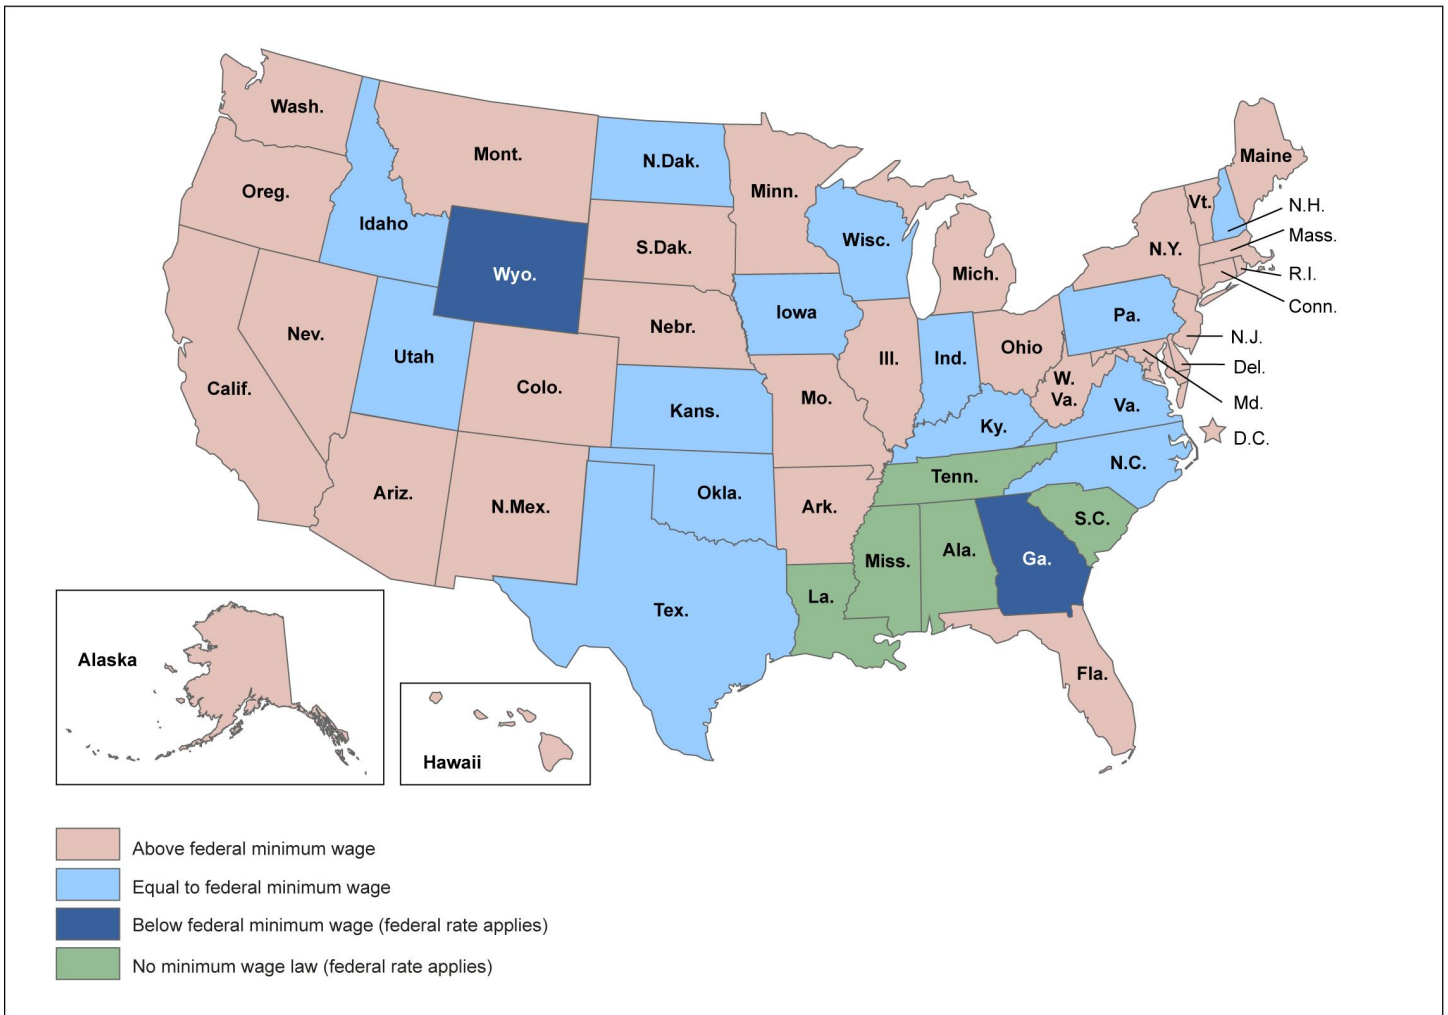 Wash.
Mont.
N.Dak.
Minn.
Maine
Oreg.
Idaho
Vt.
N.H.
Wisc.
Mass.
S.Dak.
N.Y.
Wyo.
Mich.
R.I.
Conn.
Iowa
Pa.
Nebr.
Nev.
N.J.
Utah
Ill.
Ind.
Ohio
Del.
Calif.
Colo.
W.
Va.
Mo.
Md.
Kans.
Va.
Ky.
D.C.
N.C.
Tenn.
Ariz.
Okla.
N.Mex.
Ark.
S.C.
Ala.
Ga.
Miss.
La.
Tex.
Alaska
Fla.
Hawaii
Above federal minimum wage
Equal to federal minimum wage
Below federal minimum wage (federal rate applies)
No minimum wage law (federal rate applies)